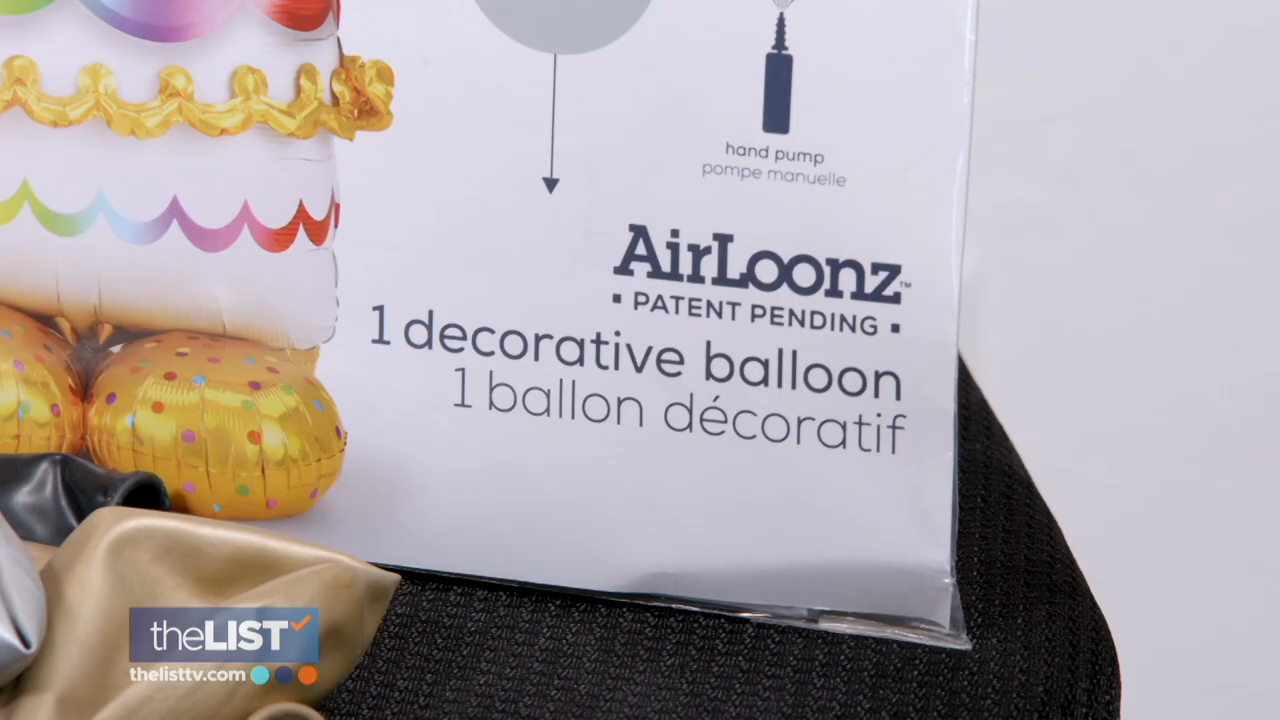 hand pump
pompe manuelle
AirLoonz™
▪ PATENT PENDING ▪
1 decorative balloon
1 ballon décoratif
theLIST
thelisttv.com